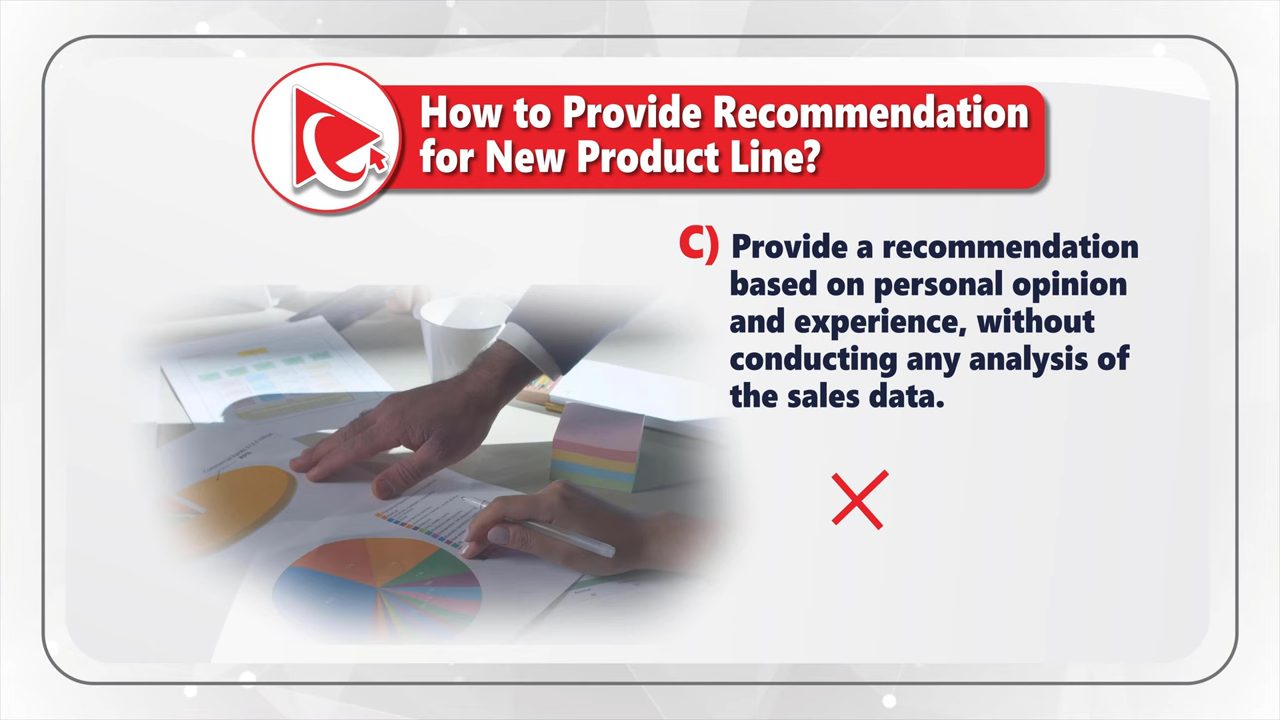 How to Provide Recommendation
for New Product Line?
C) Provide a recommendation
based on personal opinion
and experience, without
conducting any analysis of
the sales data.